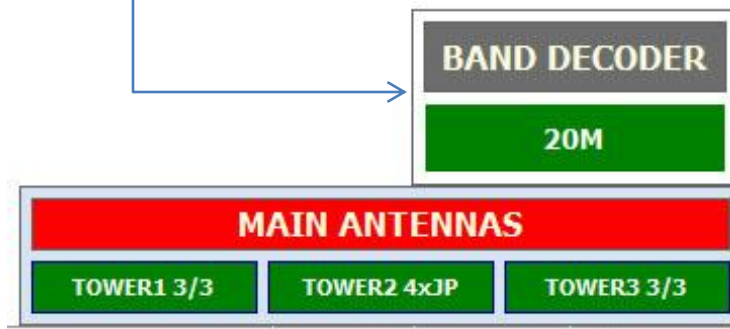 BAND DECODER
20M
MAIN ANTENNAS
TOWER1 3/3 TOWER2 4xJP TOWER3 3/3